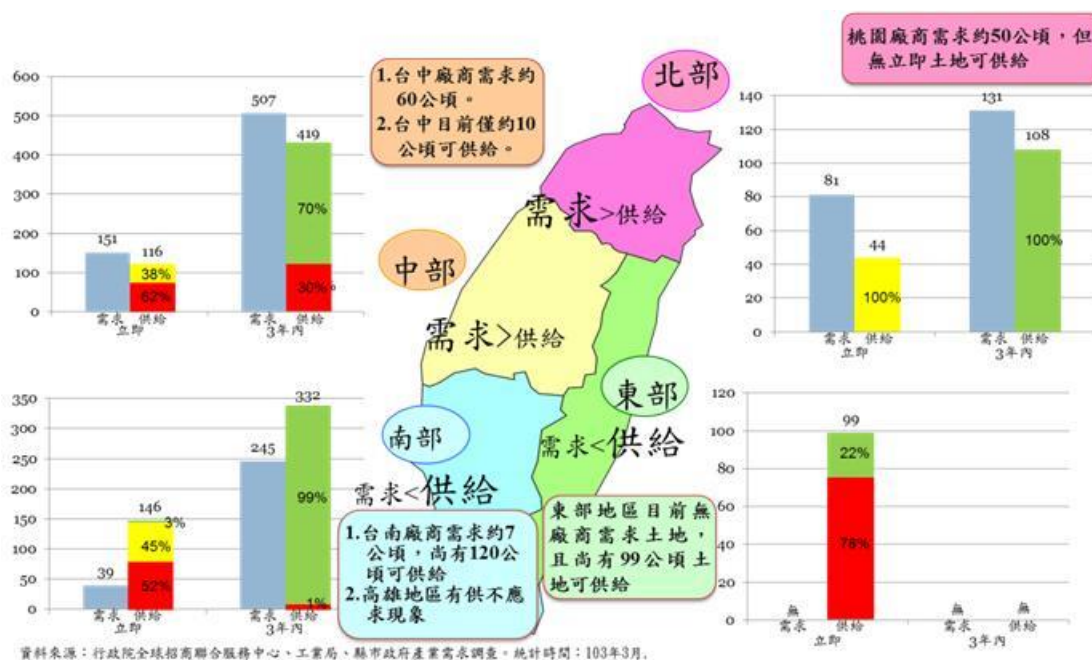 桃園廠商需求約50公頃，但
無立即土地可供給
1.台中廠商需求約
60公頃。
2.台中目前僅約10
公頃可供給。
北部
需求>供給
中部
需求>供給
東部
需求<供給
南部
需求<供給
1.台南廠商需求約7
公頃，尚有120公
頃可供給
2.高雄地區有供不應
求現象
東部地區目前無
廠商需求土地，
且尚有99公頃土
地可供給
600
500
400
300
200
100
0
151
116
38%
62%
507
419
70%
30%。
需求 供給
立即
需求 供給
3年內
140
120
100
80
60
40
20
0
81
44
100%
131
108
100%
需求 供給
立即
需求 供給
3年內
350
300
250
200
150
100
50
0
39
146
3%
45%
52%
245
332
99%
1%
需求 供給
立即
需求 供給
3年內
120
100
80
60
40
20
0
無
99
22%
78%
無
無
需求 供給
立即
需求 供給
3年內
資料來源：行政院全球招商聯合服務中心、工業局、縣市政府產業需求調查。統計時間：103年3月.